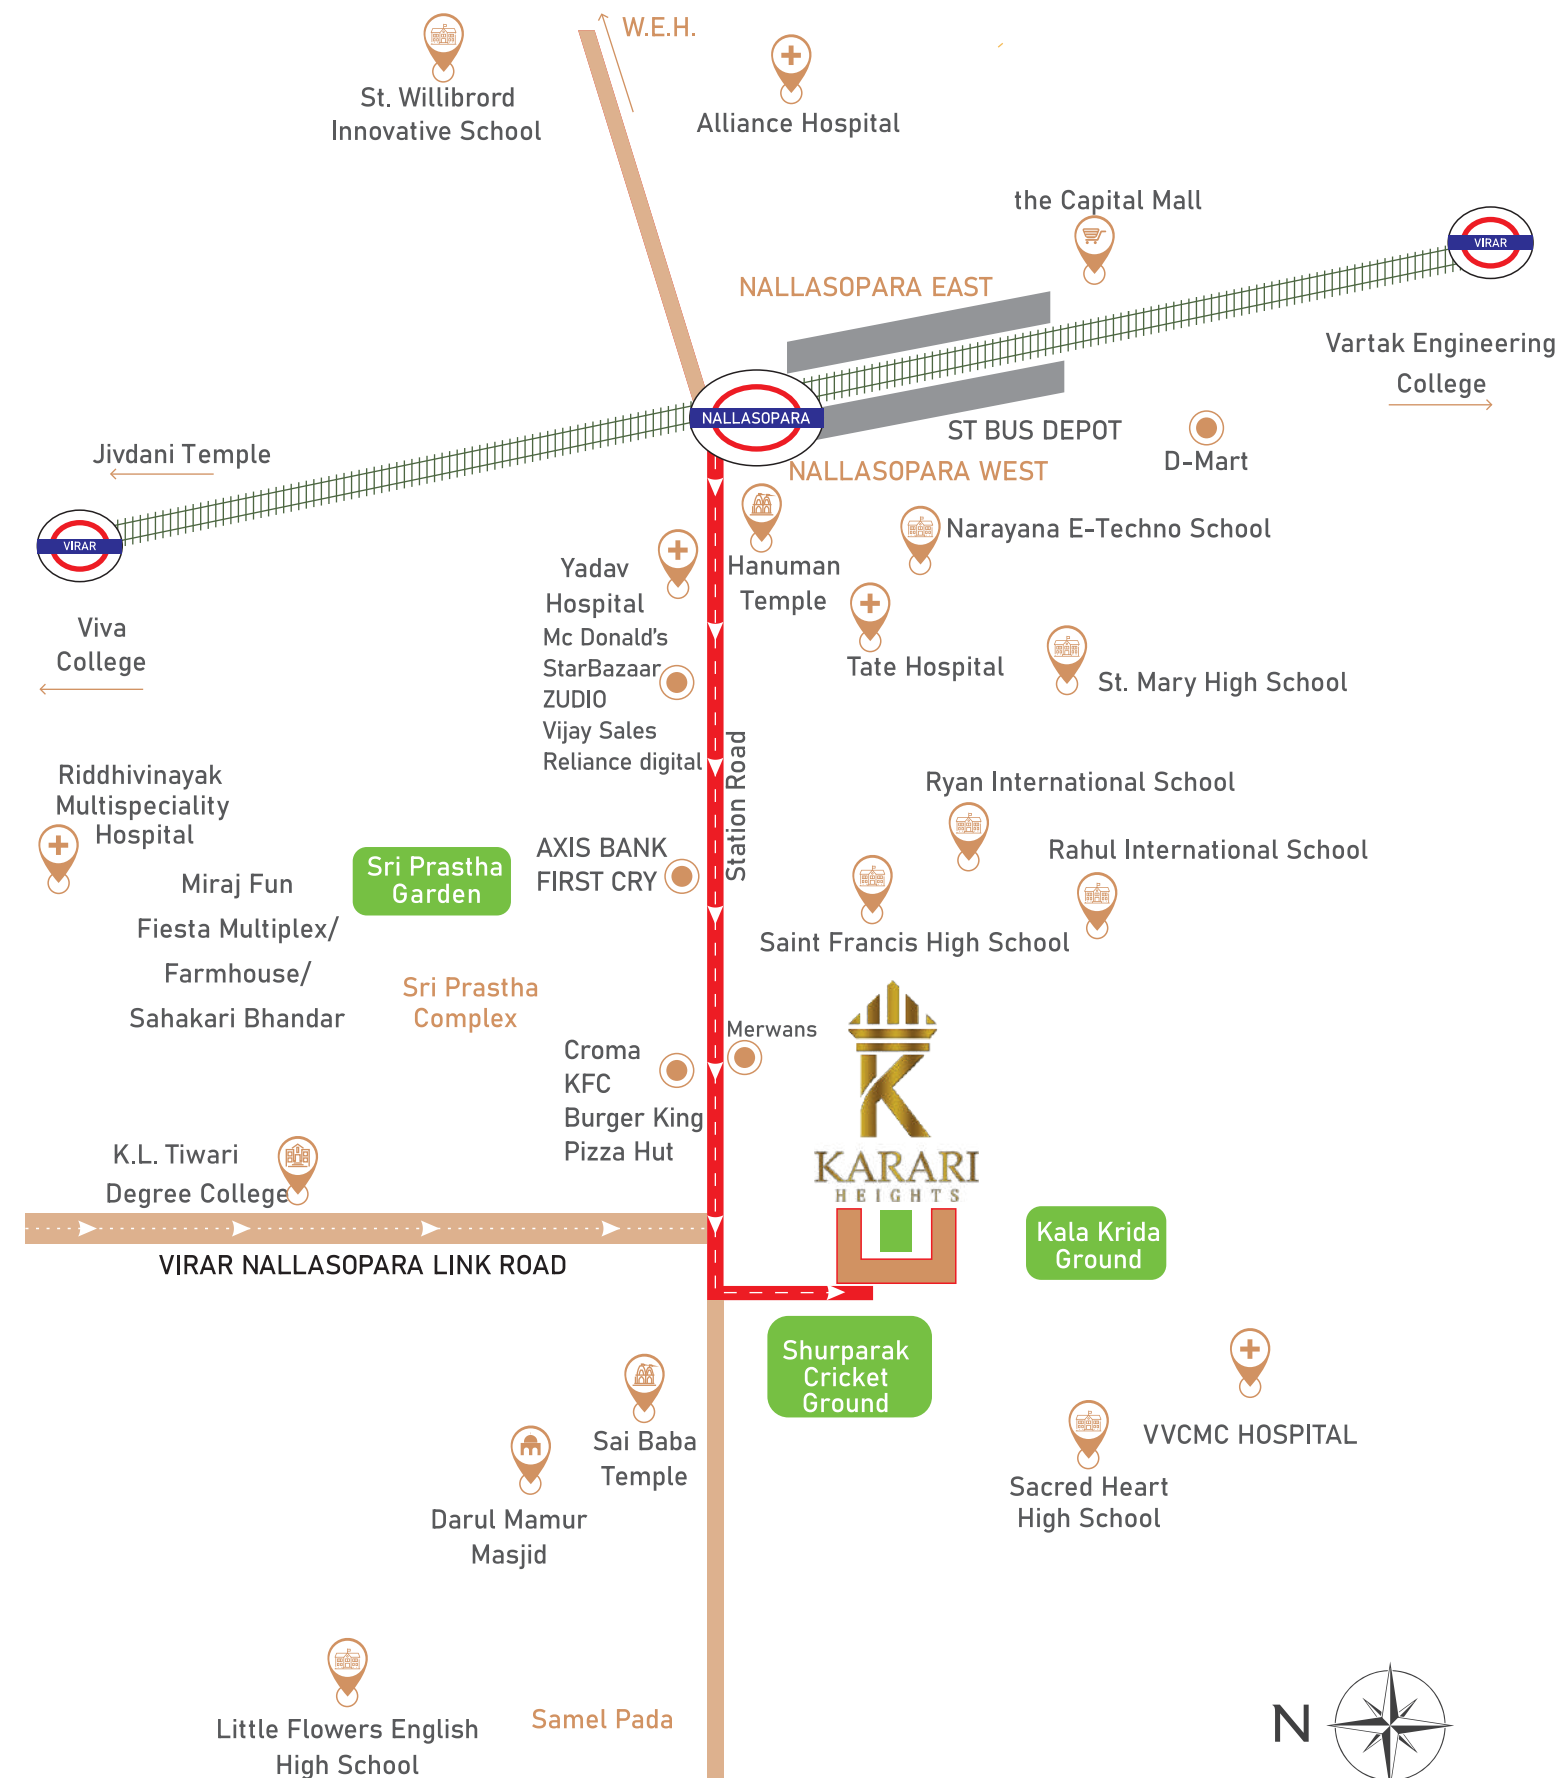 W.E.H.
St. Willibrord
Innovative School
Alliance Hospital
the Capital Mall
VIRAR
NALLASOPARA EAST
Vartak Engineering
College
NALLASOPARA
ST BUS DEPOT
D-Mart
NALLASOPARA WEST
Jivdani Temple
VIRAR
Viva
College
Yadav
Hospital
Mc Donald's
StarBazaar
ZUDIO
Vijay Sales
Reliance digital
Hanuman
Temple
Narayana E-Techno School
Tate Hospital
St. Mary High School
Station Road
Riddhivinayak
Multispeciality
Hospital
Miraj Fun
Fiesta Multiplex/
Farmhouse/
Sahakari Bhandar
Sri Prastha
Garden
AXIS BANK
FIRST CRY
Ryan International School
Rahul International School
Saint Francis High School
Sri Prastha
Complex
Merwans
Croma
KFC
Burger King
Pizza Hut
K
KARARI
HEIGHTS
K.L. Tiwari
Degree College
VIRAR NALLASOPARA LINK ROAD
Kala Krida
Ground
Shurparak
Cricket
Ground
VVCMC HOSPITAL
Sacred Heart
High School
Sai Baba
Temple
Darul Mamur
Masjid
Little Flowers English
High School
Samel Pada
N